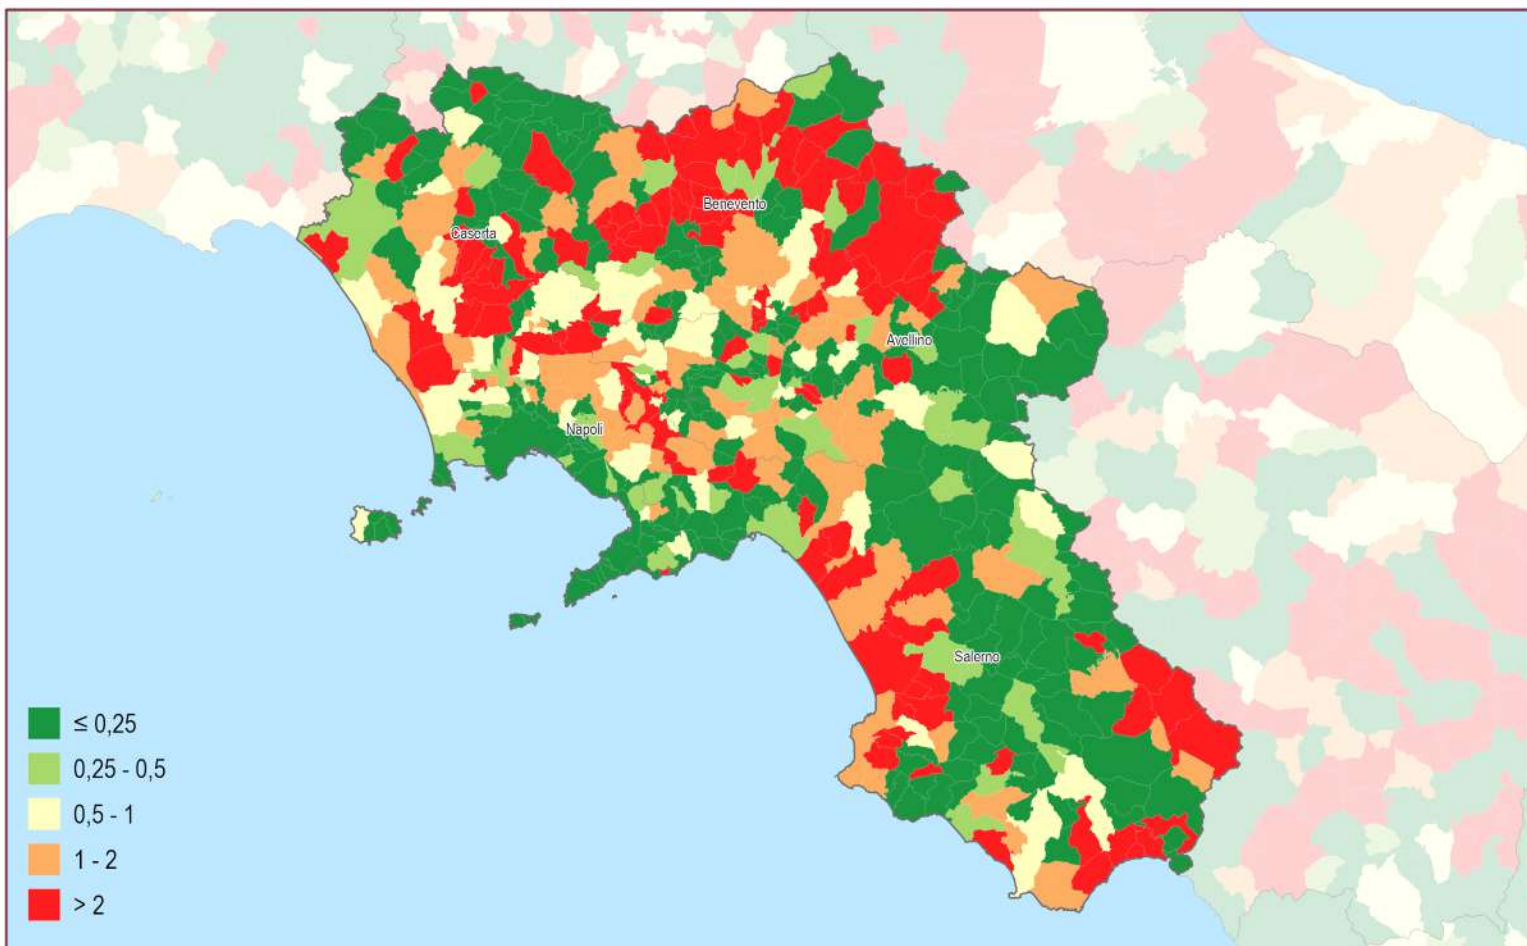 Benevento
Caserta
Avellino
Napoli
Salerno
≤ 0,25
0,25 - 0,5
0,5 - 1
1 - 2
> 2